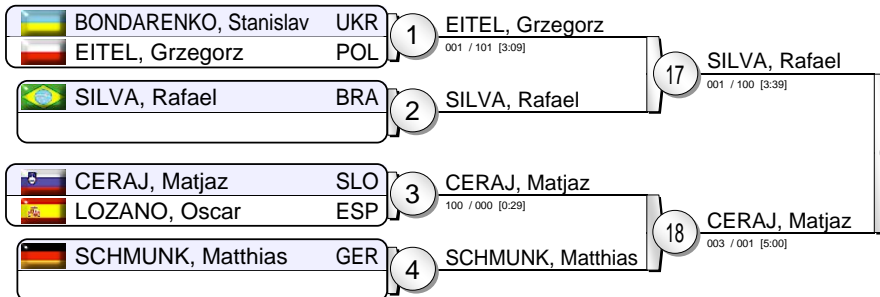 BONDARENKO, Stanislav UKR
EITEL, Grzegorz POL
1
EITEL, Grzegorz
001 / 101 [3:09]
SILVA, Rafael BRA
2
SILVA, Rafael
17
SILVA, Rafael
001 / 100 [3:39]
CERAJ, Matjaz SLO
LOZANO, Oscar ESP
3
CERAJ, Matjaz
100 / 000 [0:29]
SCHMUNK, Matthias GER
4
SCHMUNK, Matthias
18
CERAJ, Matjaz
003 / 001 [5:00]